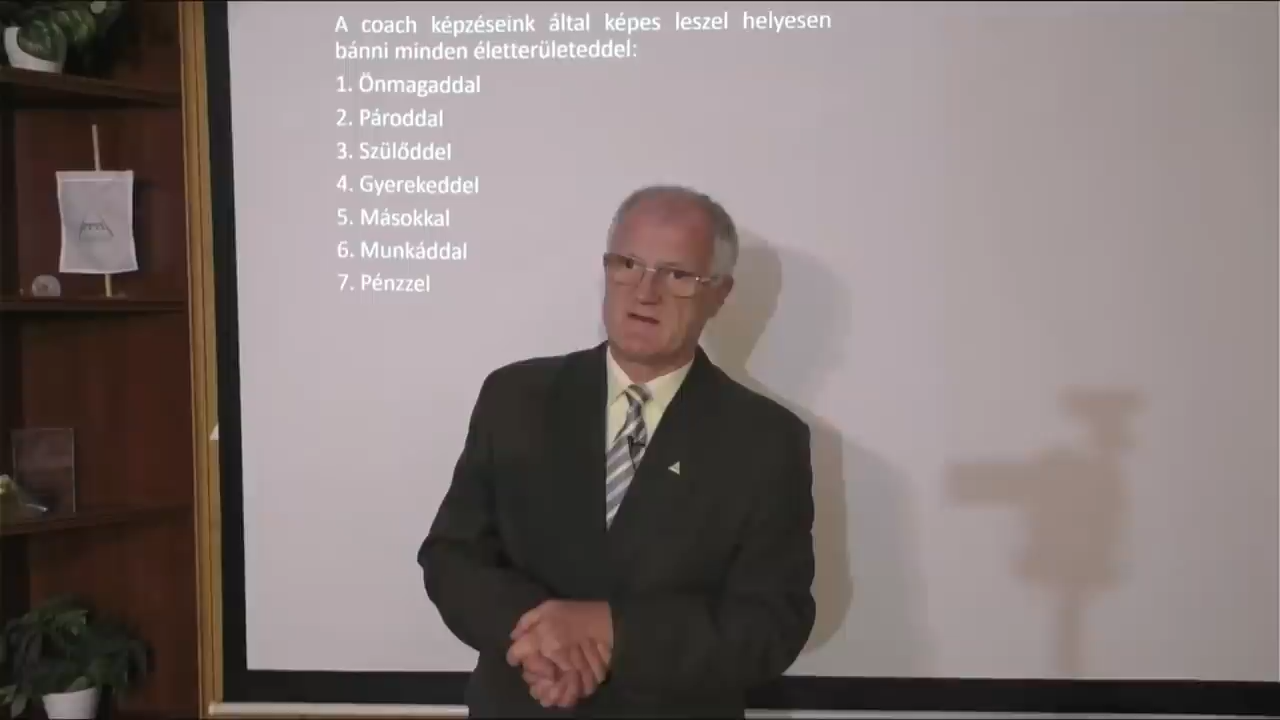 A coach képzéseink által képes leszel helyesen
bánni minden életterületeddel:
1. Önmagaddal
2. Pároddal
3. Szülőddel
4. Gyerekeddel
5. Másokkal
6. Munkáddal
7. Pénzzel